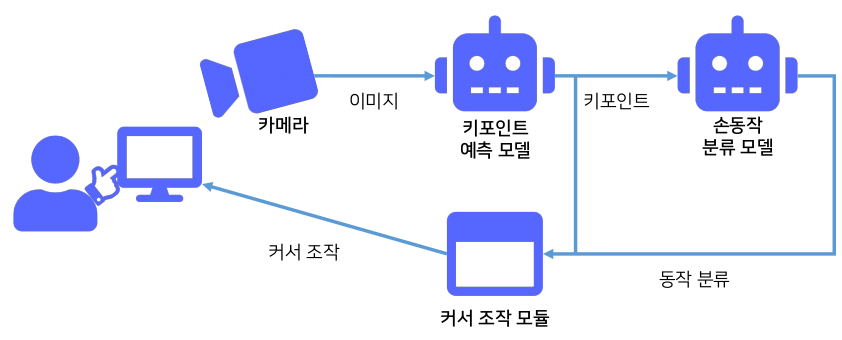 이미지
키포인트
카메라
키포인트
예측 모델
손동작
분류 모델
커서 조작
동작 분류
커서 조작 모듈